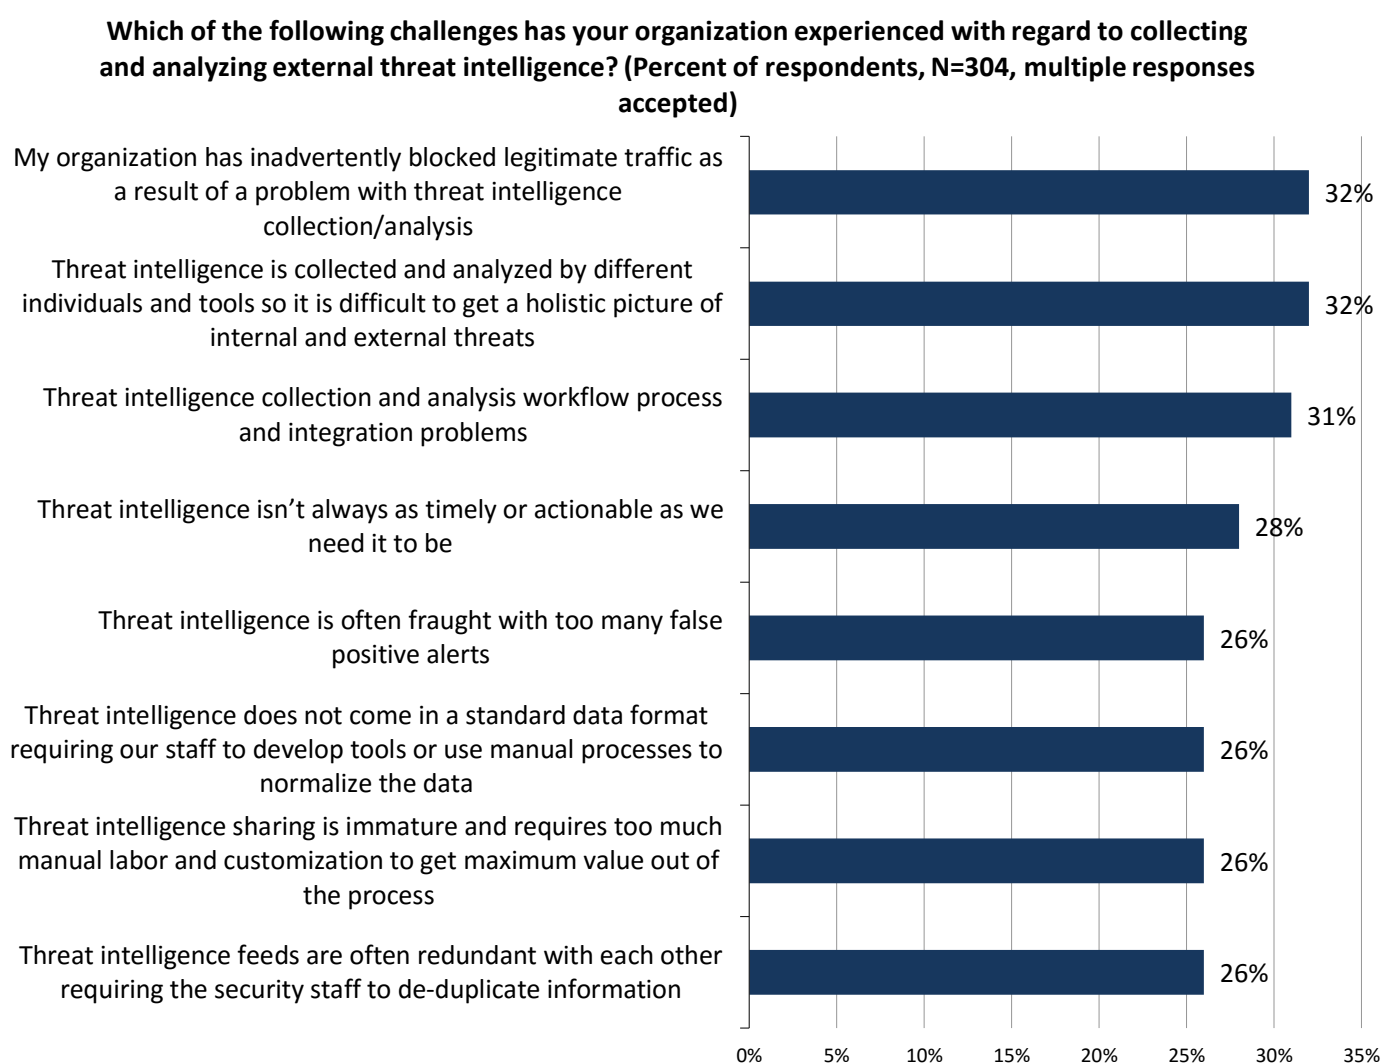 Which of the following challenges has your organization experienced with regard to collecting
and analyzing external threat intelligence? (Percent of respondents, N=304, multiple responses
accepted)
My organization has inadvertently blocked legitimate traffic as
a result of a problem with threat intelligence
collection/analysis
32%
Threat intelligence is collected and analyzed by different
individuals and tools so it is difficult to get a holistic picture of
internal and external threats
32%
Threat intelligence collection and analysis workflow process
and integration problems
31%
Threat intelligence isn’t always as timely or actionable as we
need it to be
28%
Threat intelligence is often fraught with too many false
positive alerts
26%
Threat intelligence does not come in a standard data format
requiring our staff to develop tools or use manual processes to
normalize the data
26%
Threat intelligence sharing is immature and requires too much
manual labor and customization to get maximum value out of
the process
26%
Threat intelligence feeds are often redundant with each other
requiring the security staff to de-duplicate information
26%
0% 5% 10% 15% 20% 25% 30% 35%